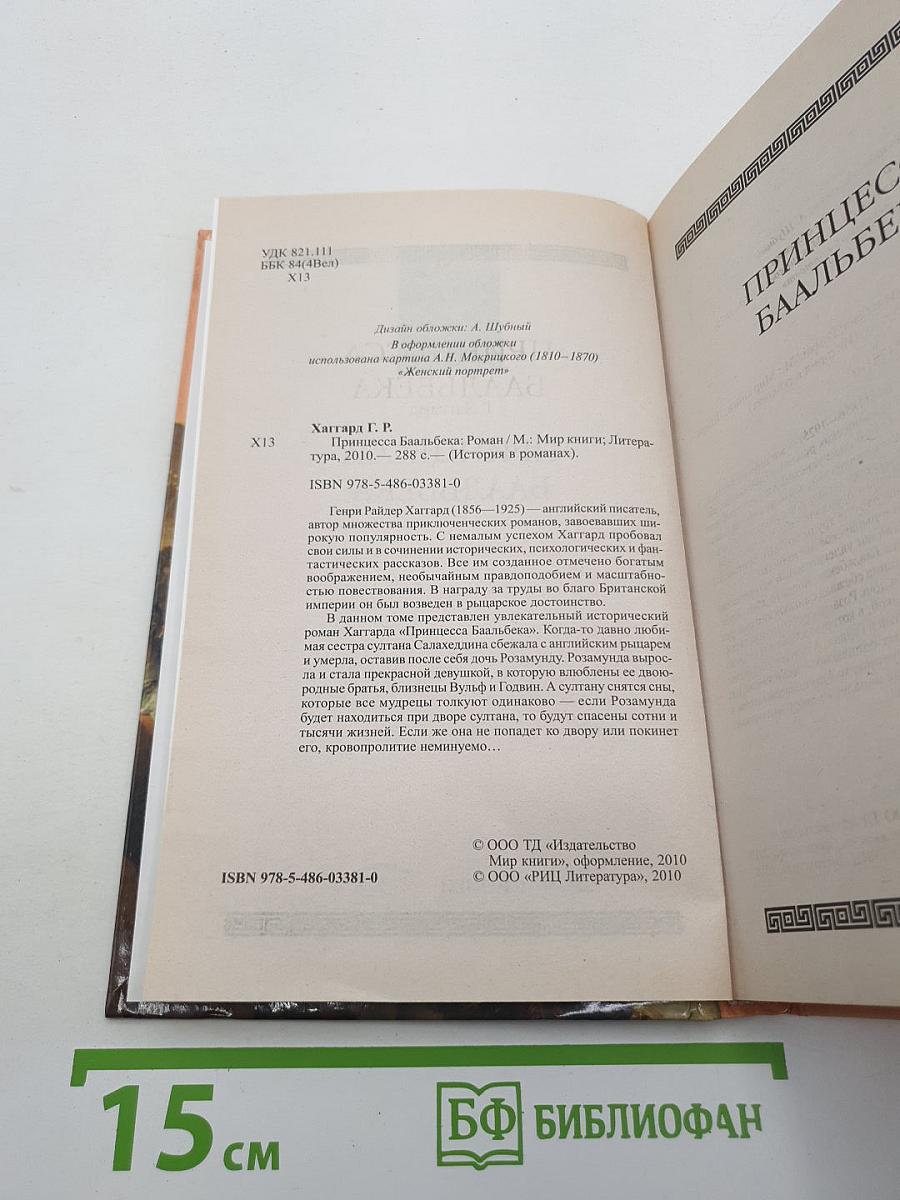 УДК 821.111
ББК 84(4Вел)
Х13
Дизайн обложки: А. Шубный
В оформлении обложки
использована картина А.Н. Мокрицкого (1810–1870)
«Женский портрет»
Хаггард Г. Р.
Х13 Принцесса Баальбека: Роман / М.: Мир книги; Литера-
тура, 2010.— 288 с.— (История в романах).
ISBN 978-5-486-03381-0
Генри Райдер Хаггард (1856—1925) — английский писатель,
автор множества приключенческих романов, завоевавших ши-
рокую популярность. С немалым успехом Хаггард пробовал
свои силы и в сочинении исторических, психологических и фан-
тастических рассказов. Все им созданное отмечено богатым
воображением, необычайным правдоподобием и масштабно-
стью повествования. В награду за труды во благо Британской
империи он был возведен в рыцарское достоинство.
В данном томе представлен увлекательный исторический
роман Хаггарда «Принцесса Баальбека». Когда-то давно люби-
мая сестра султана Салахеддина сбежала с английским рыцарем
и умерла, оставив после себя дочь Розамунду. Розамунда вырос-
ла и стала прекрасной девушкой, в которую влюблены ее двою-
родные братья, близнецы Вульф и Годвин. А султану снятся сны,
которые все мудрецы толкуют одинаково — если Розамунда
будет находиться при дворе султана, то будут спасены сотни и
тысячи жизней. Если же она не попадет ко двору или покинет
его, кровопролитие неминуемо…
© ООО ТД «Издательство
Мир книги», оформление, 2010
ISBN 978-5-486-03381-0 © ООО «РИЦ Литература», 2010
ПРИНЦЕСС
БААЛЬБЕ
15 см
БФ БИБЛИОФАН